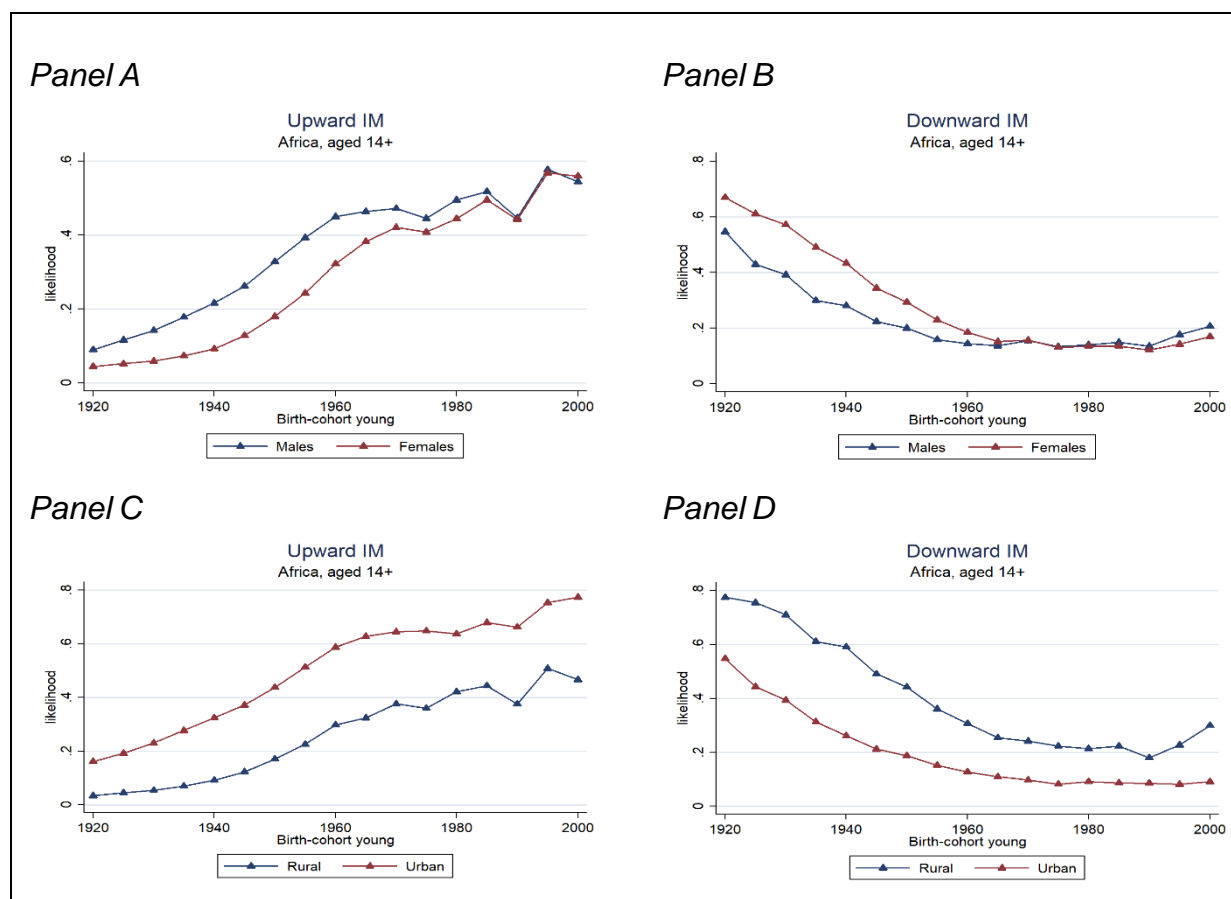 Panel A
Upward IM
Africa, aged 14+
likelihood
.6
.4
.2
0
1920 1940 1960 1980 2000
Birth-cohort young
Males Females
Panel B
Downward IM
Africa, aged 14+
likelihood
.8
.6
.4
.2
0
1920 1940 1960 1980 2000
Birth-cohort young
Males Females
Panel C
Upward IM
Africa, aged 14+
likelihood
.8
.6
.4
.2
0
1920 1940 1960 1980 2000
Birth-cohort young
Rural Urban
Panel D
Downward IM
Africa, aged 14+
likelihood
.8
.6
.4
.2
0
1920 1940 1960 1980 2000
Birth-cohort young
Rural Urban